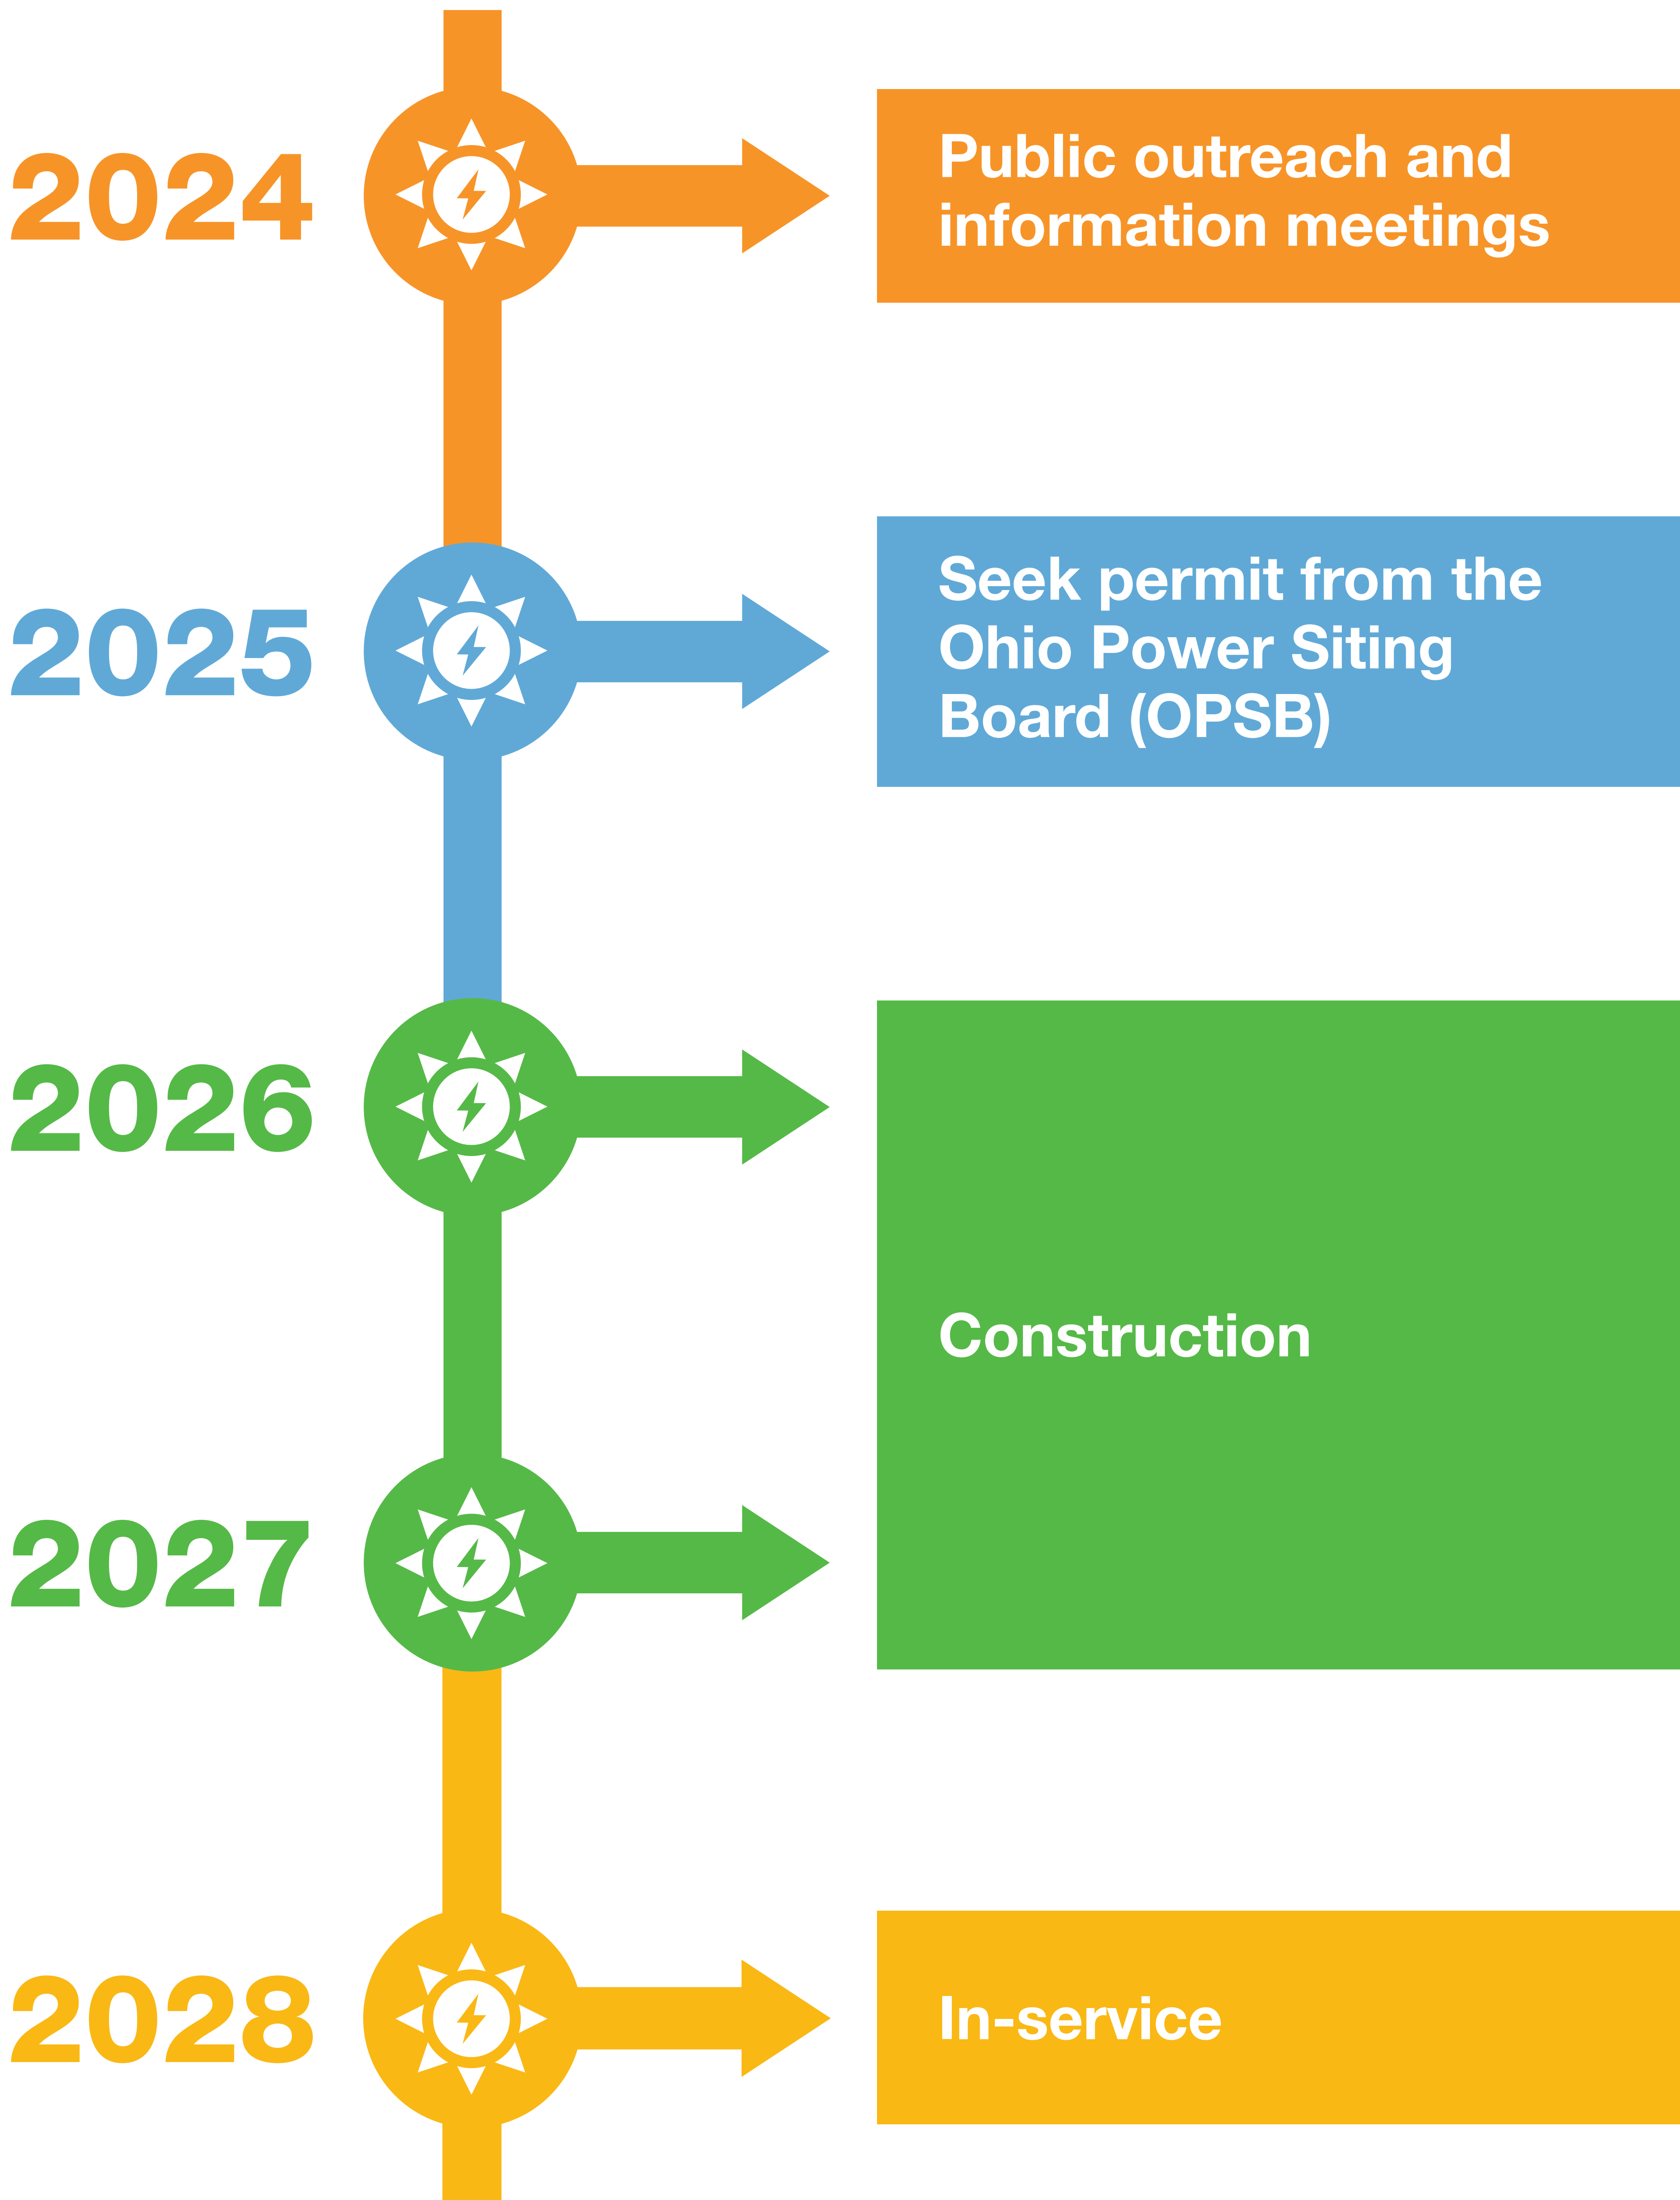 2024
Public outreach and
information meetings
2025
Seek permit from the
Ohio Power Siting
Board (OPSB)
2026
Construction
2027
2028
In-service